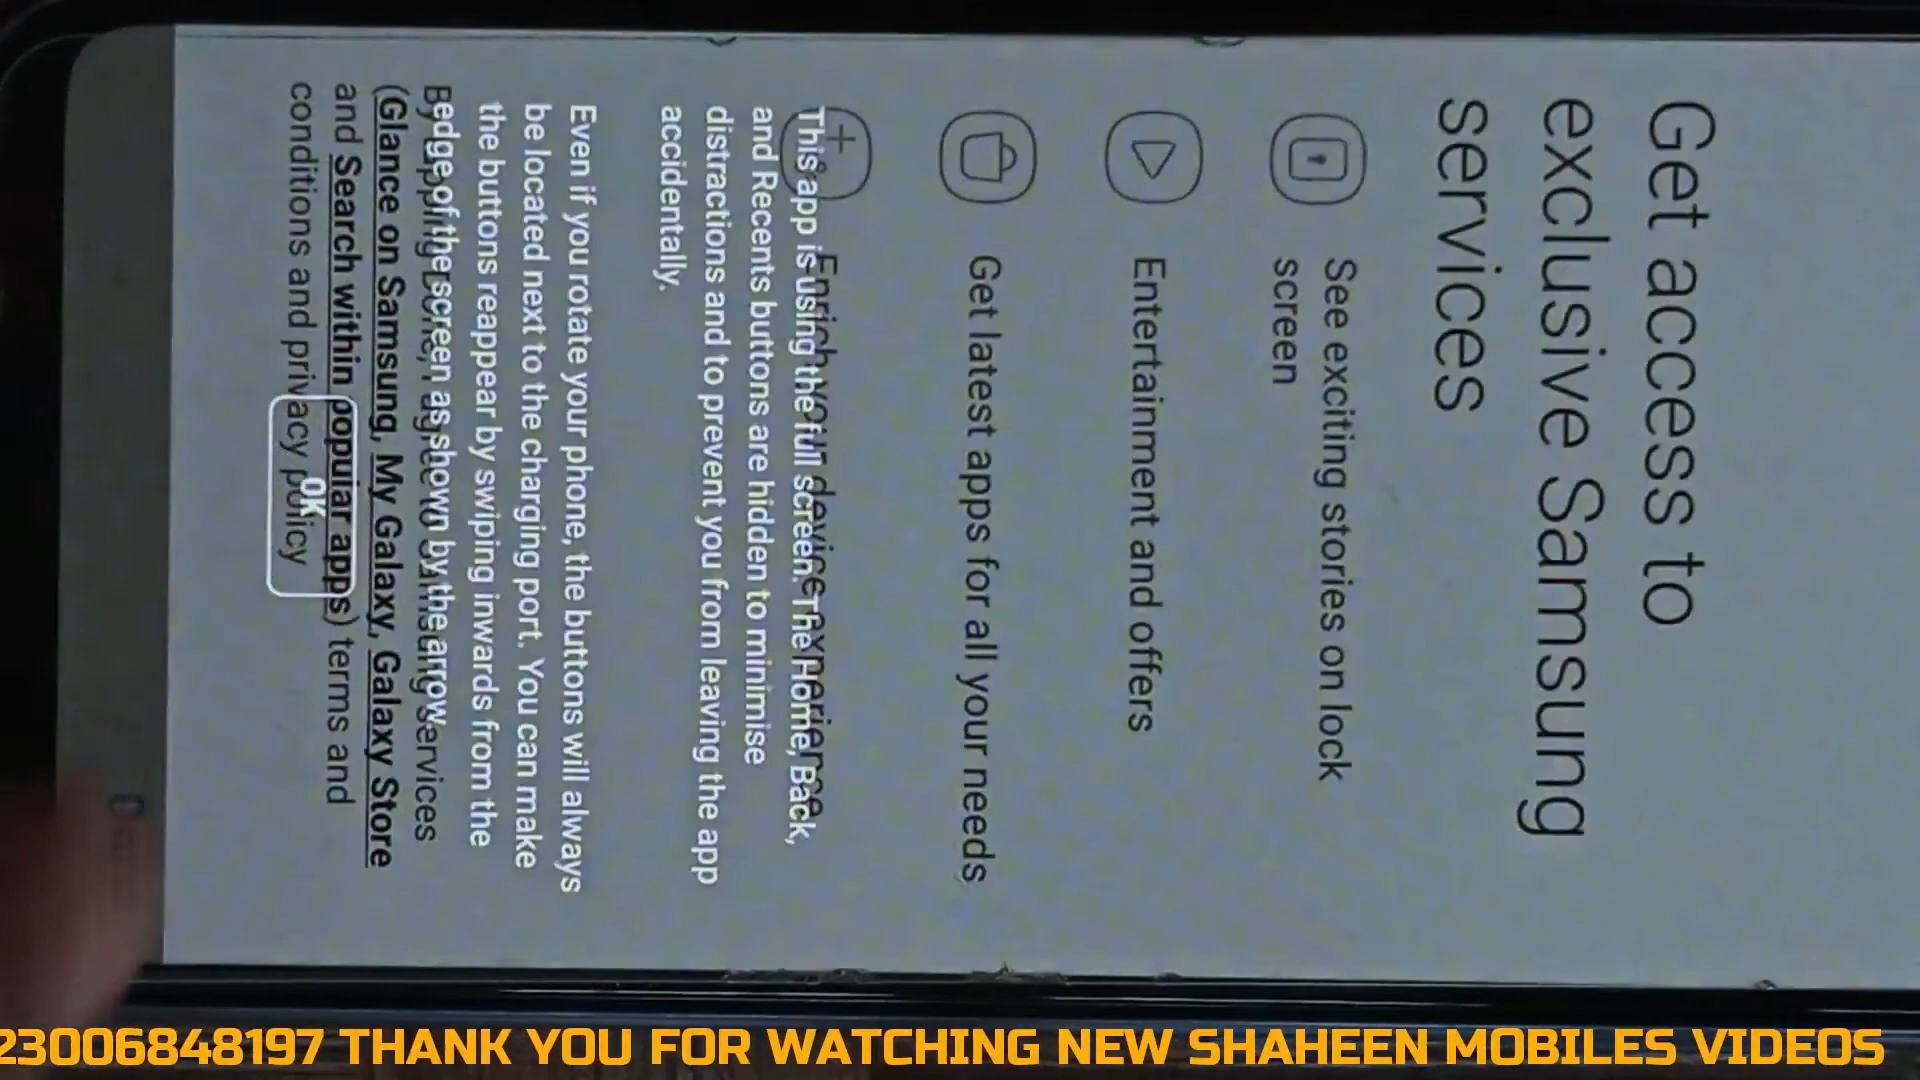 Get access to
exclusive Samsung
services
See exciting stories on lock
screen
Entertainment and offers
Get latest apps for all your needs
Enrich your device experience
This app is using the full screen. The Home, Back,
and Recents buttons are hidden to minimise
distractions and to prevent you from leaving the app
accidentally.
Even if you rotate your phone, the buttons will always
be located next to the charging port. You can make
the buttons reappear by swiping inwards from the
edge of the screen as shown by the arrow.
services
(Glance on Samsung, My Galaxy, Galaxy Store
and Search within popular apps) terms and
conditions and privacy policy
OK
23006848197 THANK YOU FOR WATCHING NEW SHAHEEN MOBILES VIDEOS